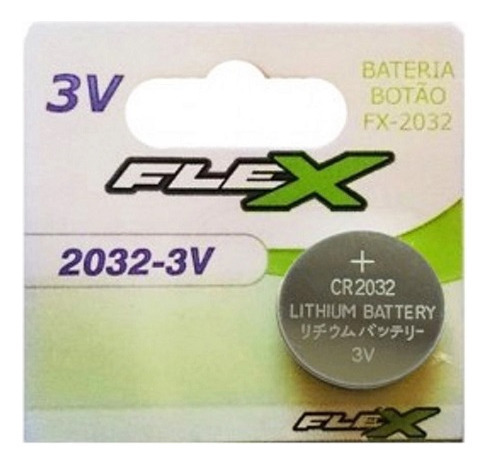 3V
BATERIA
BOTÃO
FX-2032
FLEX
2032-3V
+
CR2032
LITHIUM BATTERY
リチウムバッテリー
3V
FLEX